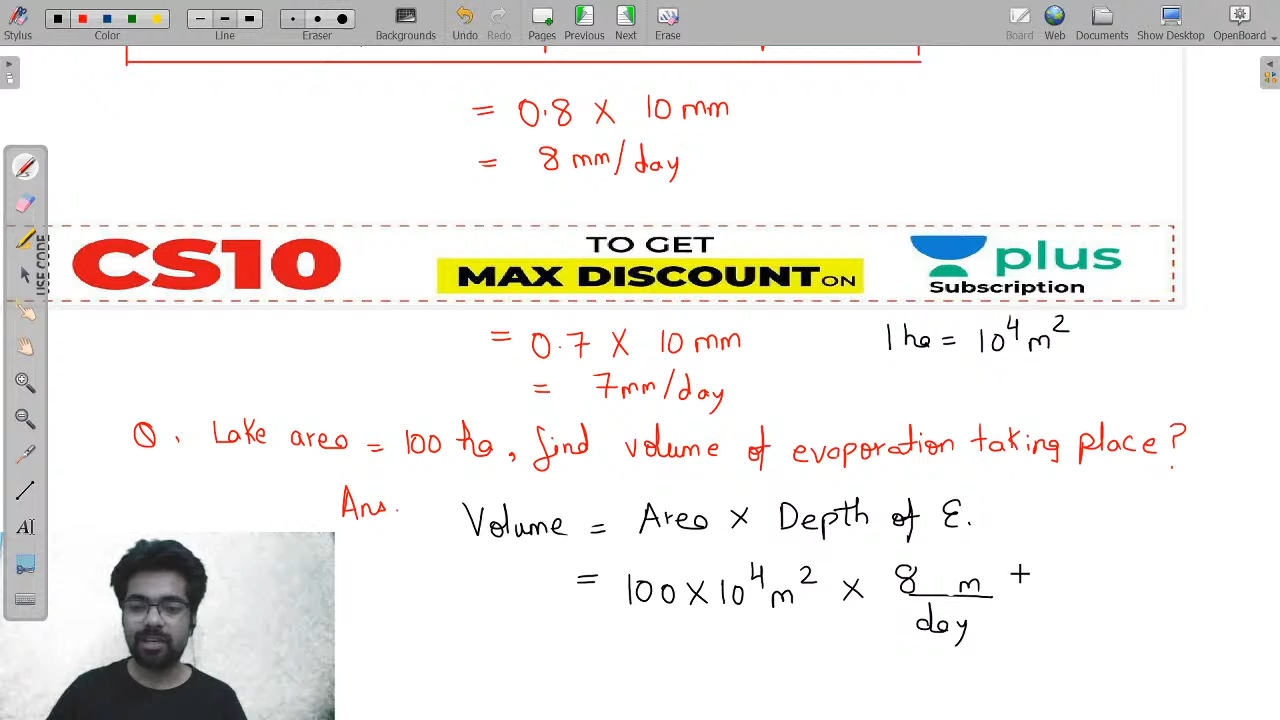 Stylus Color Line Eraser Backgrounds Undo Redo Pages Previous Next Erase Board Web Documents Show Desktop OpenBoard
= 0.8 X 10 mm
= 8 mm/day
USE CODE
CS10 TO GET MAX DISCOUNT ON plus Subscription
= 0.7 X 10 mm
1 ha = 10⁴ m²
= 7mm/day
Q. Lake area = 100 ha, find volume of evaporation taking place?
Ans. Volume = Area × Depth of E.
= 100 × 10⁴ m² × 8 m / day +